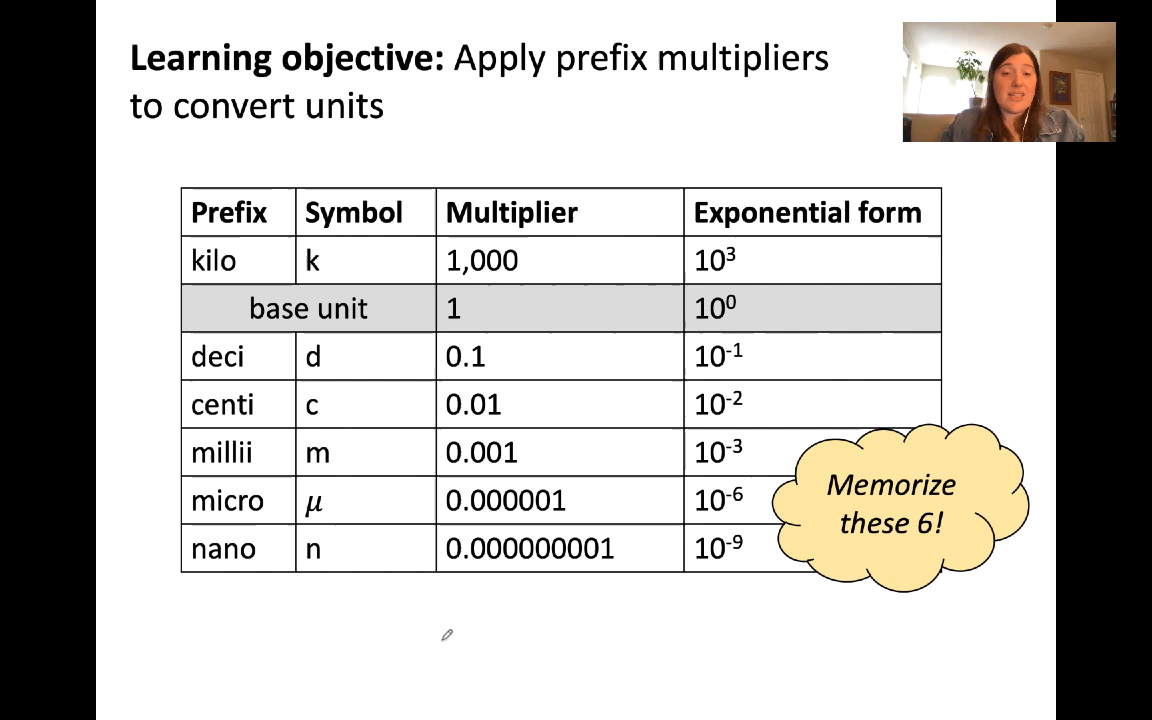 Learning objective: Apply prefix multipliers
to convert units
Prefix Symbol Multiplier Exponential form
kilo k 1,000 10³
base unit 1 10⁰
deci d 0.1 10⁻¹
centi c 0.01 10⁻²
millii m 0.001 10⁻³
micro μ 0.000001 10⁻⁶
nano n 0.000000001 10⁻⁹
Memorize
these 6!